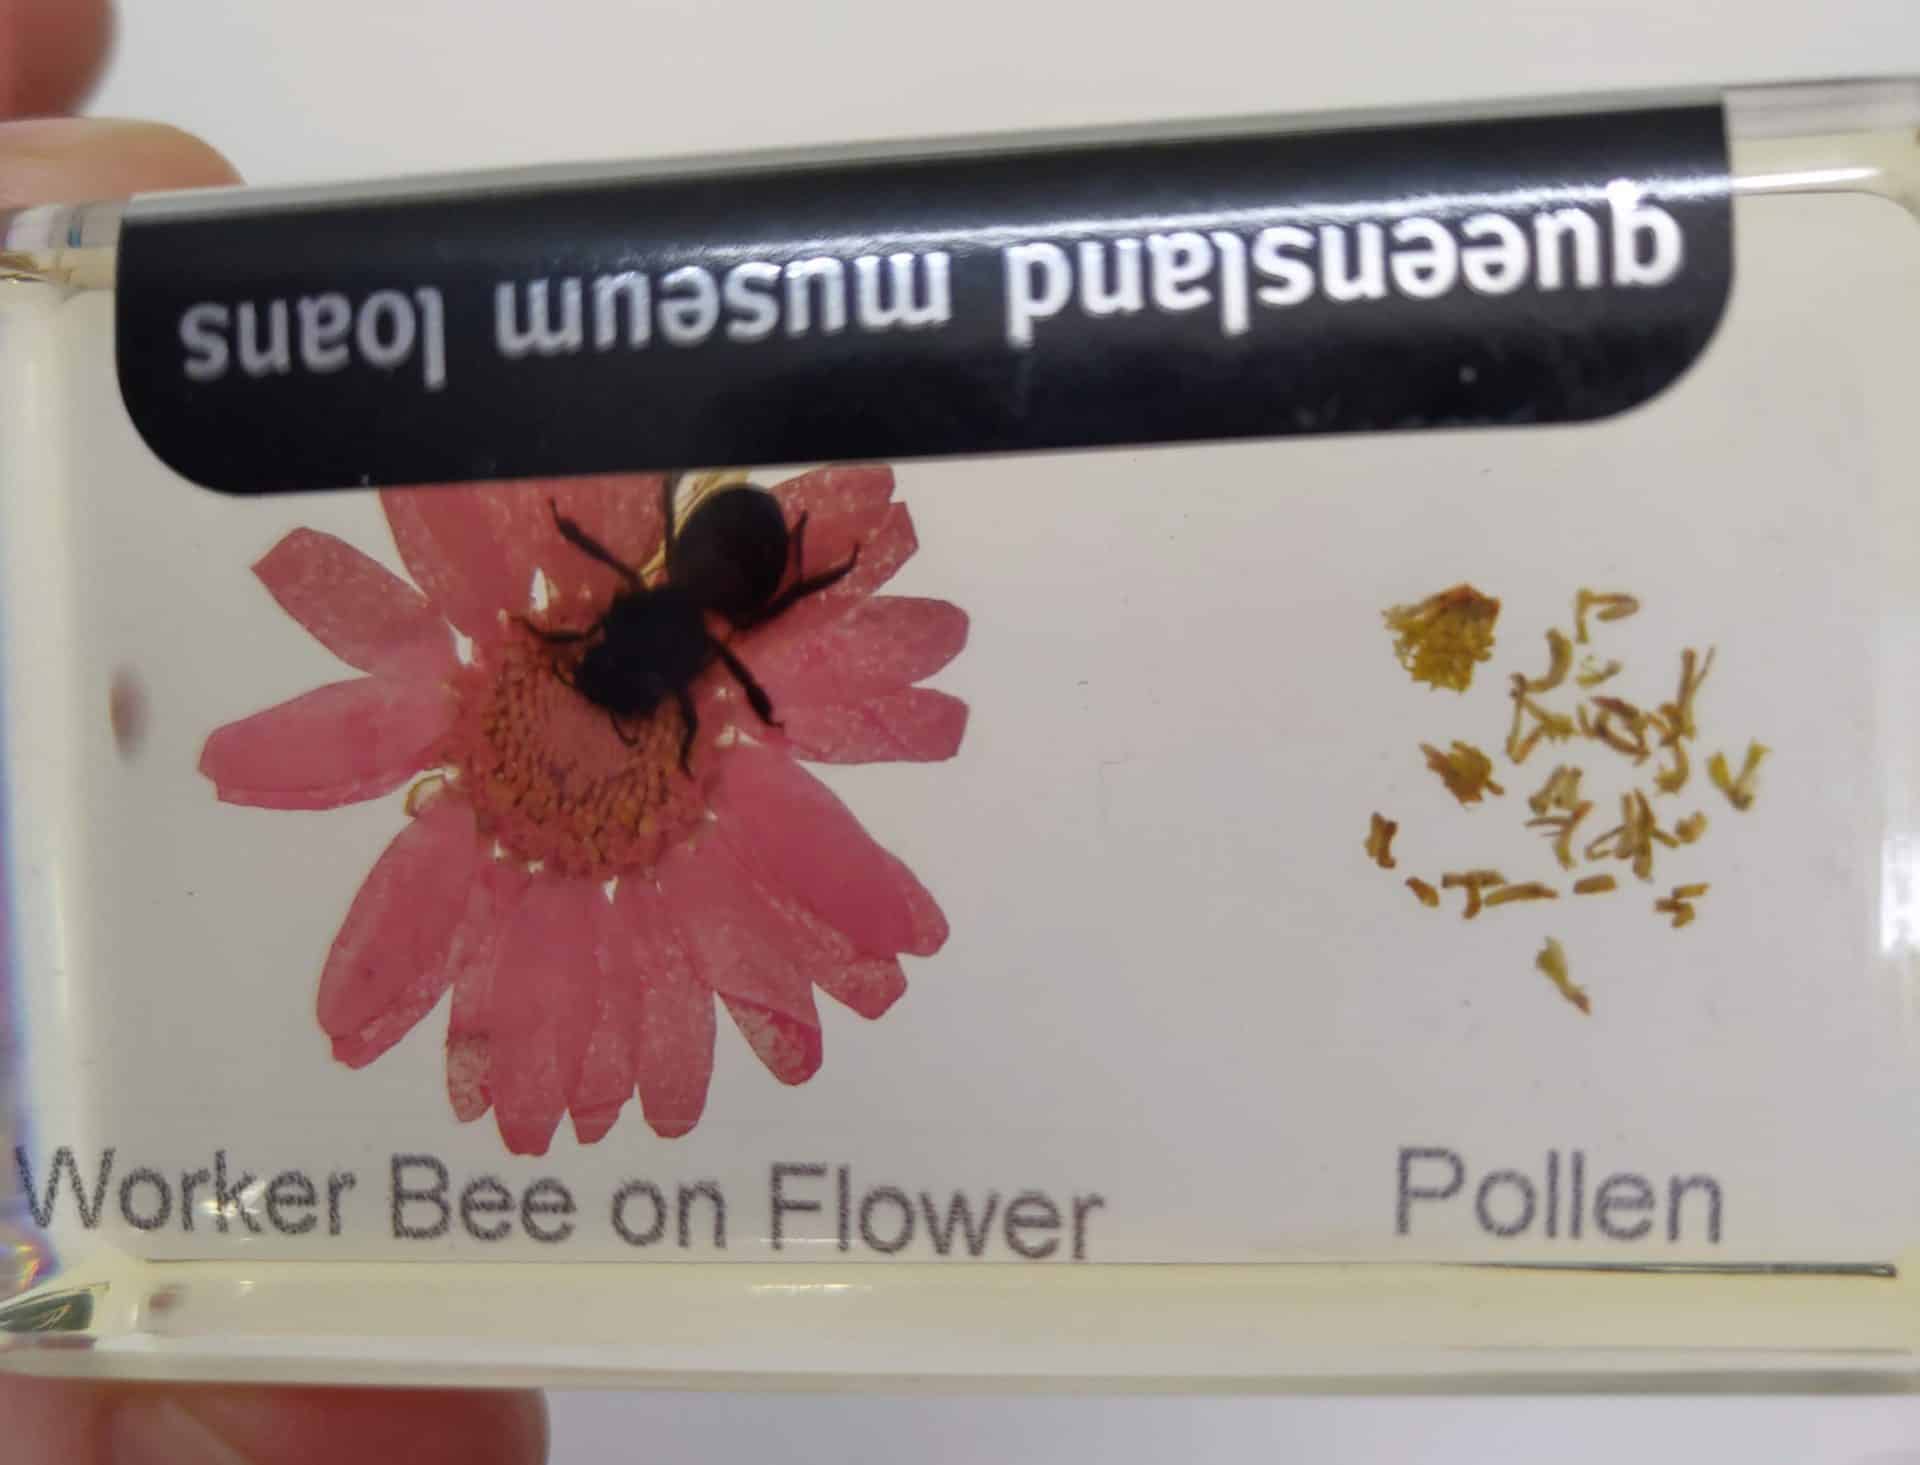 queensland museum loans
Worker Bee on Flower
Pollen